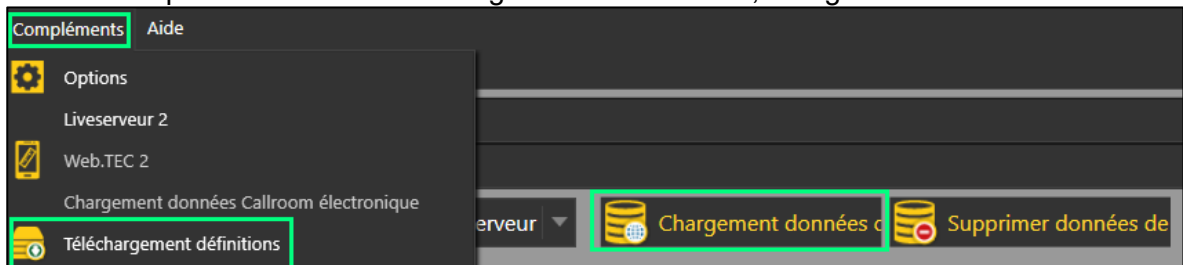 Compléments Aide
Options
Liveserveur 2
Web.TEC 2
Chargement données Callroom électronique
erveur Chargement données Supprimer données de
Téléchargement définitions